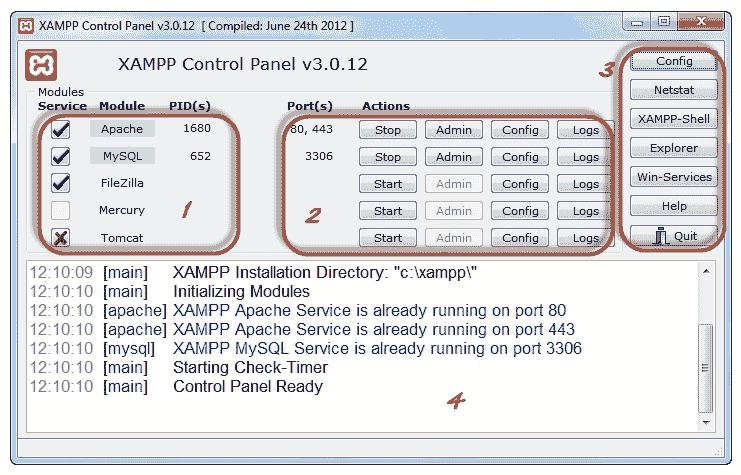 XAMPP Control Panel v3.0.12 [ Compiled: June 24th 2012 ]
XAMPP Control Panel v3.0.12
3
Config
Modules
Service Module PID(s) Port(s) Actions
Netstat
Apache 1680 80, 443 Stop Admin Config Logs
XAMPP-Shell
MySQL 652 3306 Stop Admin Config Logs
Explorer
FileZilla Start Admin Config Logs
Win-Services
Mercury Start Admin Config Logs
Help
1
2
Tomcat Start Admin Config Logs
Quit
12:10:09 [main] XAMPP Installation Directory: "c:\xampp\"
12:10:10 [main] Initializing Modules
12:10:10 [apache] XAMPP Apache Service is already running on port 80
12:10:10 [apache] XAMPP Apache Service is already running on port 443
12:10:10 [mysql] XAMPP MySQL Service is already running on port 3306
12:10:10 [main] Starting Check-Timer
12:10:10 [main] Control Panel Ready
4